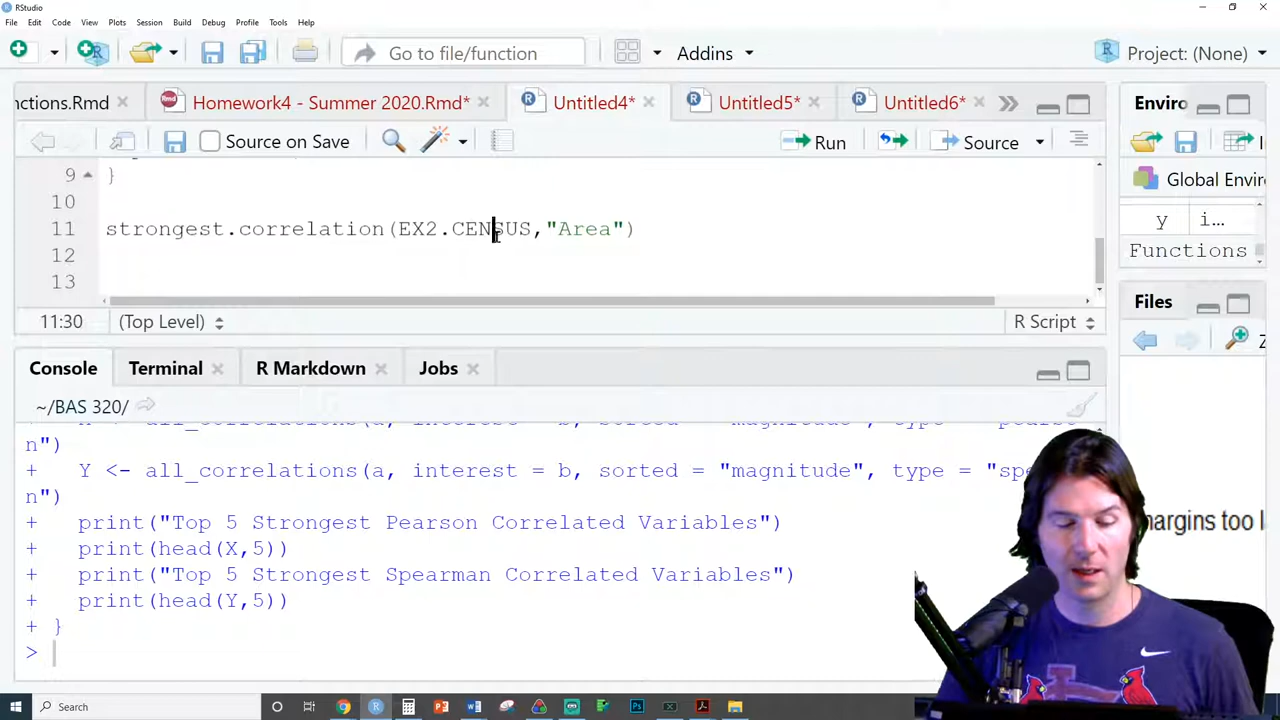 RStudio
File Edit Code View Plots Session Build Debug Profile Tools Help
Go to file/function
Addins
Project: (None)
nctions.Rmd
Homework4 - Summer 2020.Rmd*
Untitled4*
Untitled5*
Untitled6*
Enviro
Source on Save
Run
Source
9 }
10
11 strongest.correlation(EX2.CENSUS,"Area")
12
13
Global Envir
y i...
Functions
11:30 (Top Level)
R Script
Files
Console Terminal R Markdown Jobs
~/BAS 320/
n")
+ Y <- all_correlations(a, interest = b, sorted = "magnitude", type = "spe
n")
+ print("Top 5 Strongest Pearson Correlated Variables")
+ print(head(X,5))
+ print("Top 5 Strongest Spearman Correlated Variables")
+ print(head(Y,5))
+ }
>
margins too la
Search